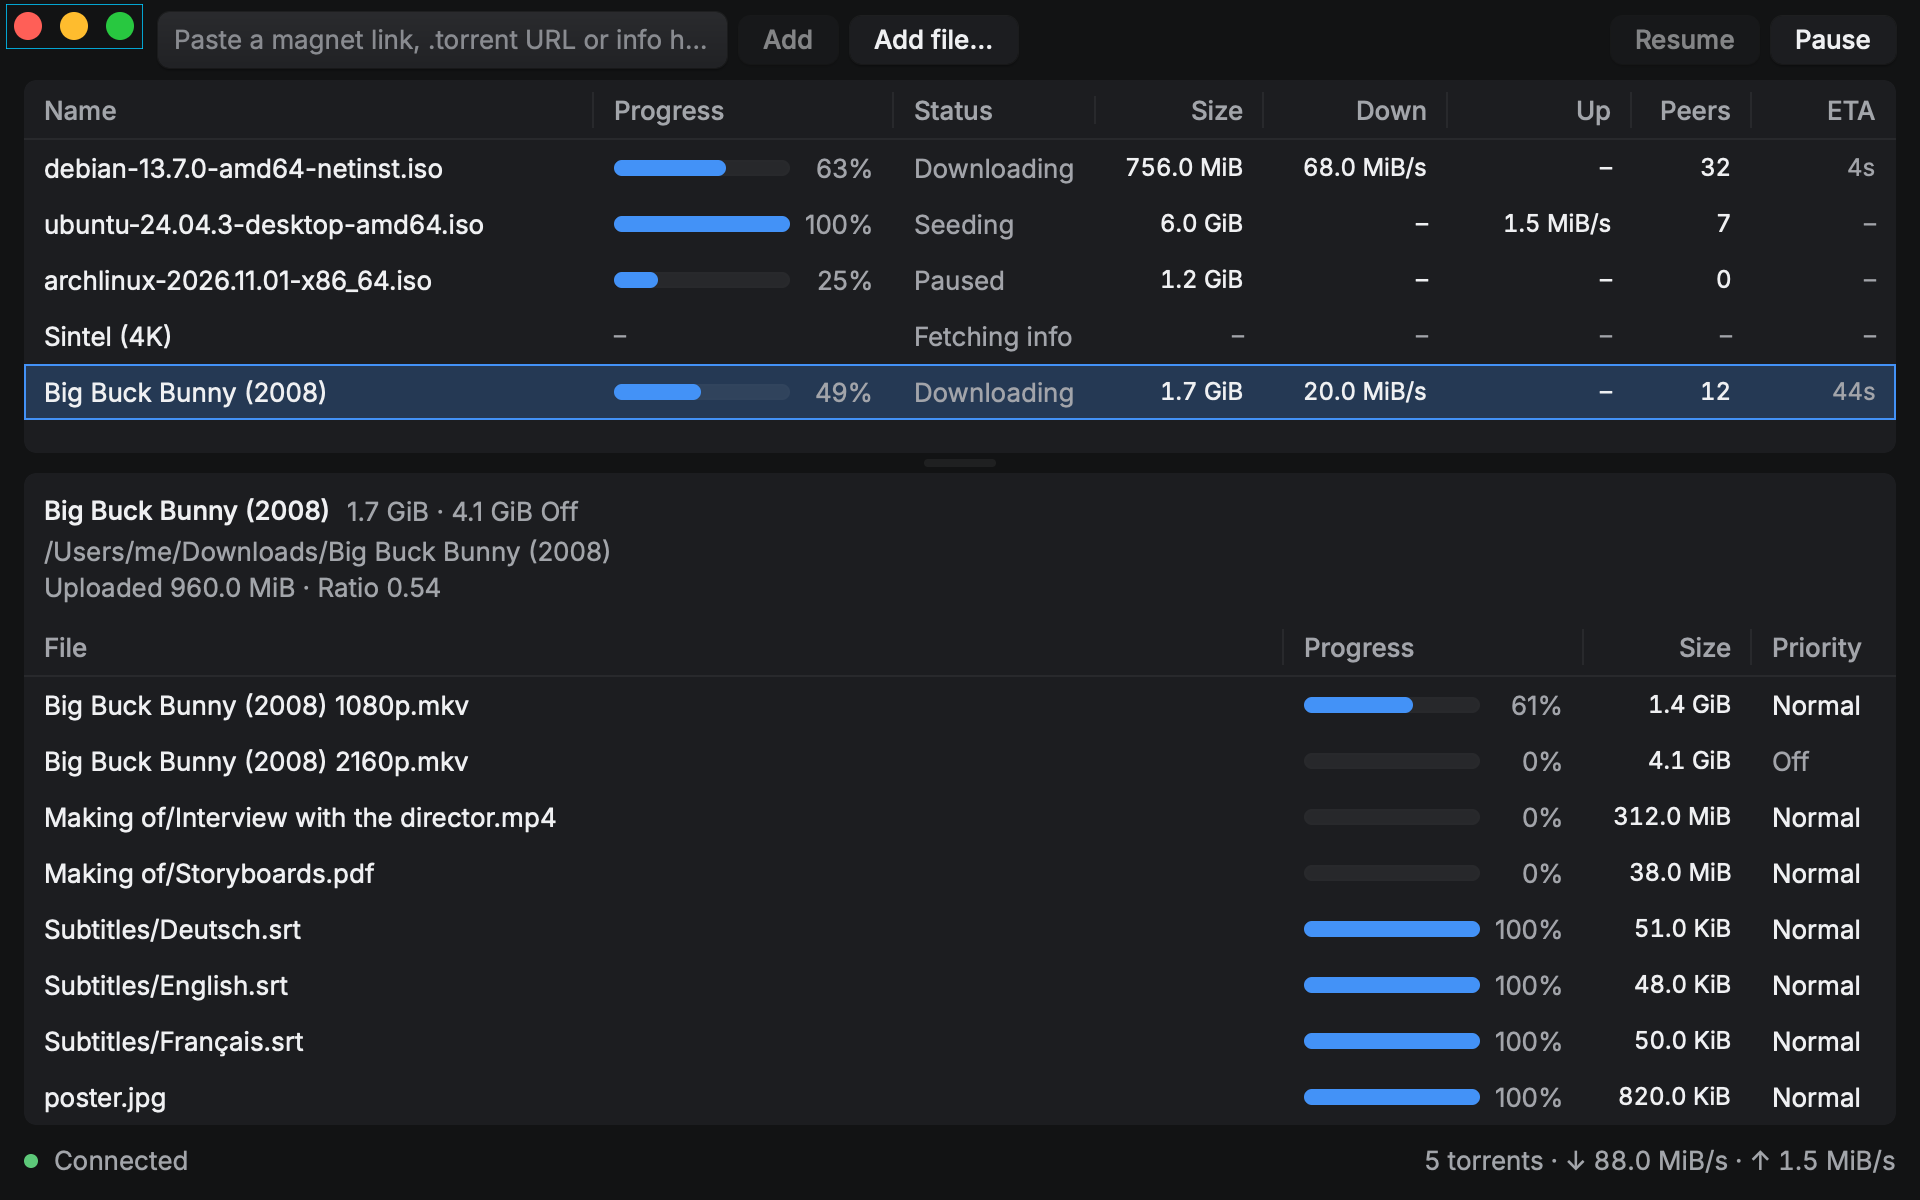 Paste a magnet link, .torrent URL or info h... Add Add file... Resume Pause
Name Progress Status Size Down Up Peers ETA
debian-13.7.0-amd64-netinst.iso 63% Downloading 756.0 MiB 68.0 MiB/s – 32 4s
ubuntu-24.04.3-desktop-amd64.iso 100% Seeding 6.0 GiB – 1.5 MiB/s 7 –
archlinux-2026.11.01-x86_64.iso 25% Paused 1.2 GiB – – 0 –
Sintel (4K) – Fetching info – – – – –
Big Buck Bunny (2008) 49% Downloading 1.7 GiB 20.0 MiB/s – 12 44s
Big Buck Bunny (2008) 1.7 GiB · 4.1 GiB Off
/Users/me/Downloads/Big Buck Bunny (2008)
Uploaded 960.0 MiB · Ratio 0.54
File Progress Size Priority
Big Buck Bunny (2008) 1080p.mkv 61% 1.4 GiB Normal
Big Buck Bunny (2008) 2160p.mkv 0% 4.1 GiB Off
Making of/Interview with the director.mp4 0% 312.0 MiB Normal
Making of/Storyboards.pdf 0% 38.0 MiB Normal
Subtitles/Deutsch.srt 100% 51.0 KiB Normal
Subtitles/English.srt 100% 48.0 KiB Normal
Subtitles/Français.srt 100% 50.0 KiB Normal
poster.jpg 100% 820.0 KiB Normal
Connected 5 torrents · ↓ 88.0 MiB/s · ↑ 1.5 MiB/s